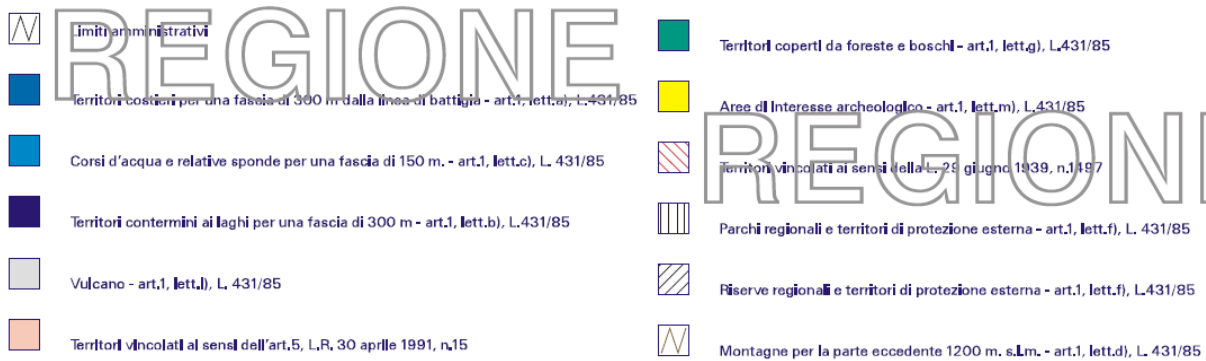 REGIONE
Limiti amministrativi
Territori costieri per una fascia di 300 m dalla linea di battigia - art.1, lett.a), L.431/85
Corsi d'acqua e relative sponde per una fascia di 150 m. - art.1, lett.c), L. 431/85
Territori contermini ai laghi per una fascia di 300 m - art.1, lett.b), L.431/85
Vulcano - art.1, lett.l), L. 431/85
Territori vincolati ai sensi dell'art.5, L.R. 30 aprile 1991, n.15
Territori coperti da foreste e boschi - art.1, lett.g), L.431/85
Aree di Interesse archeologico - art.1, lett.m), L.431/85
REGION
Territori vincolati ai sensi della L. 29 giugno 1939, n.1497
Parchi regionali e territori di protezione esterna - art.1, lett.f), L. 431/85
Riserve regionali e territori di protezione esterna - art.1, lett.f), L.431/85
Montagne per la parte eccedente 1200 m. s.l.m. - art.1, lett.d), L. 431/85